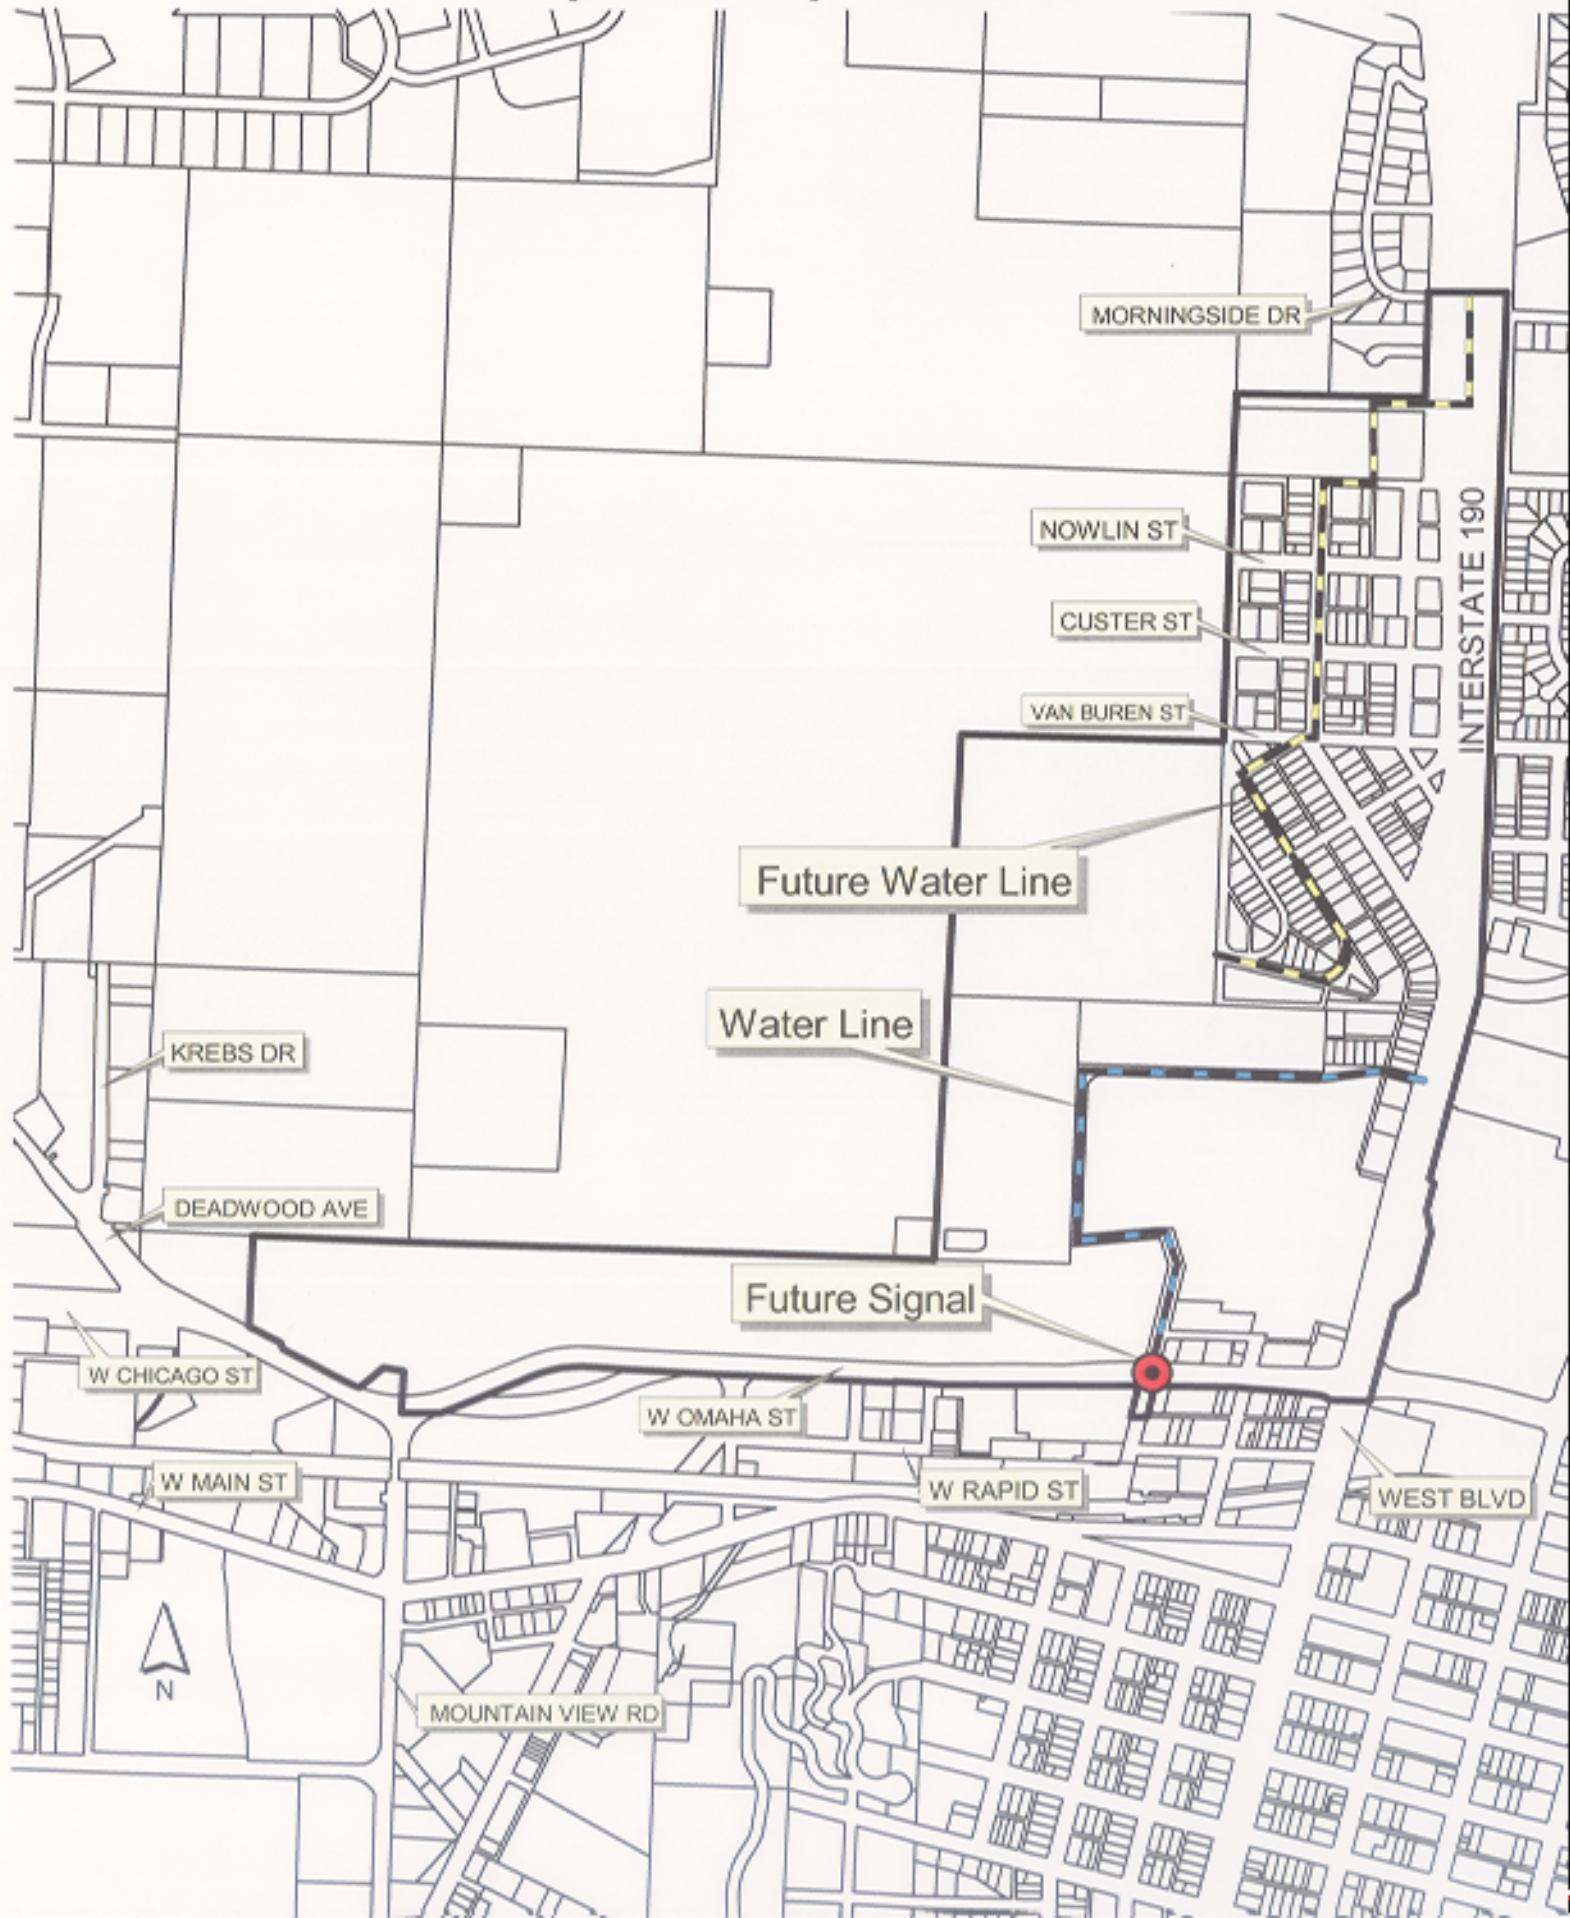 MORNINGSIDE DR
NOWLIN ST
CUSTER ST
INTERSTATE 190
VAN BUREN ST
Future Water Line
Water Line
KREBS DR
DEADWOOD AVE
Future Signal
W CHICAGO ST
W OMAHA ST
W MAIN ST
W RAPID ST
WEST BLVD
N
MOUNTAIN VIEW RD